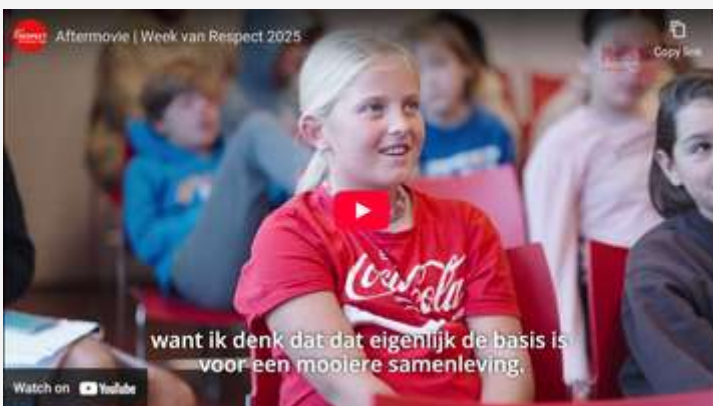 Aftermovie | Week van Respect 2025
Copy link
Coca-Cola
want ik denk dat dat eigenlijk de basis is
voor een mooiere samenleving.
Watch on YouTube